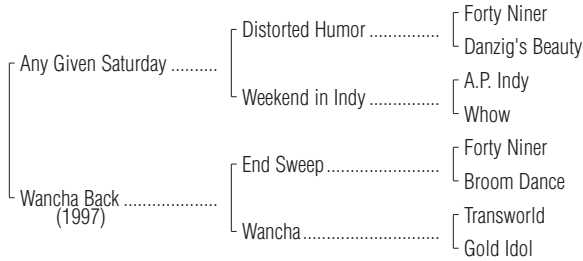 Forty Niner
Distorted Humor ...............
Danzig's Beauty
Any Given Saturday ..........
A.P. Indy
Weekend in Indy ...............
Whow
Forty Niner
End Sweep........................
Broom Dance
Wancha Back ....................
(1997)
Transworld
Wancha.............................
Gold Idol